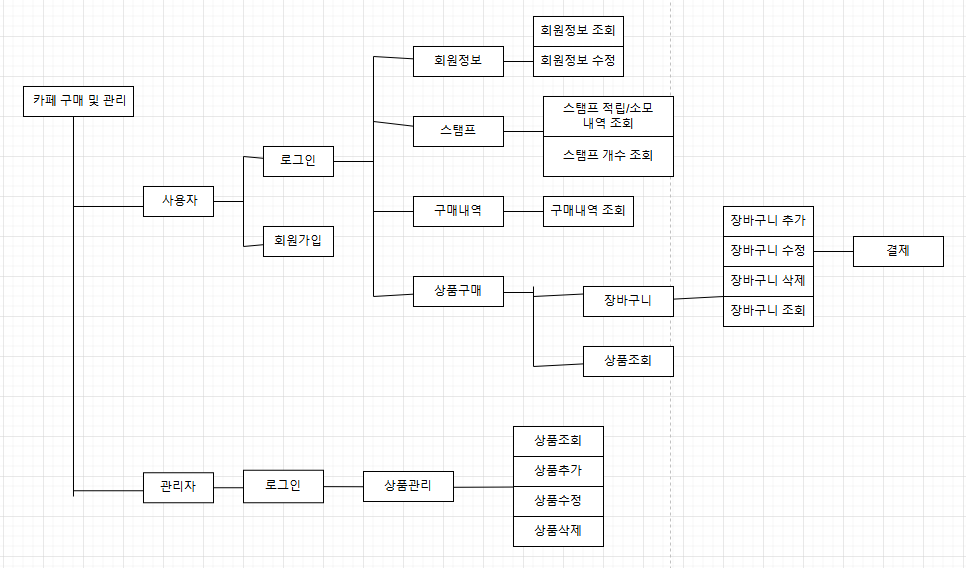 카페 구매 및 관리
사용자
로그인
회원가입
회원정보
회원정보 조회
회원정보 수정
스탬프
스탬프 적립/소모
내역 조회
스탬프 개수 조회
구매내역
구매내역 조회
상품구매
장바구니
장바구니 추가
장바구니 수정
장바구니 삭제
장바구니 조회
결제
상품조회
관리자
로그인
상품관리
상품조회
상품추가
상품수정
상품삭제